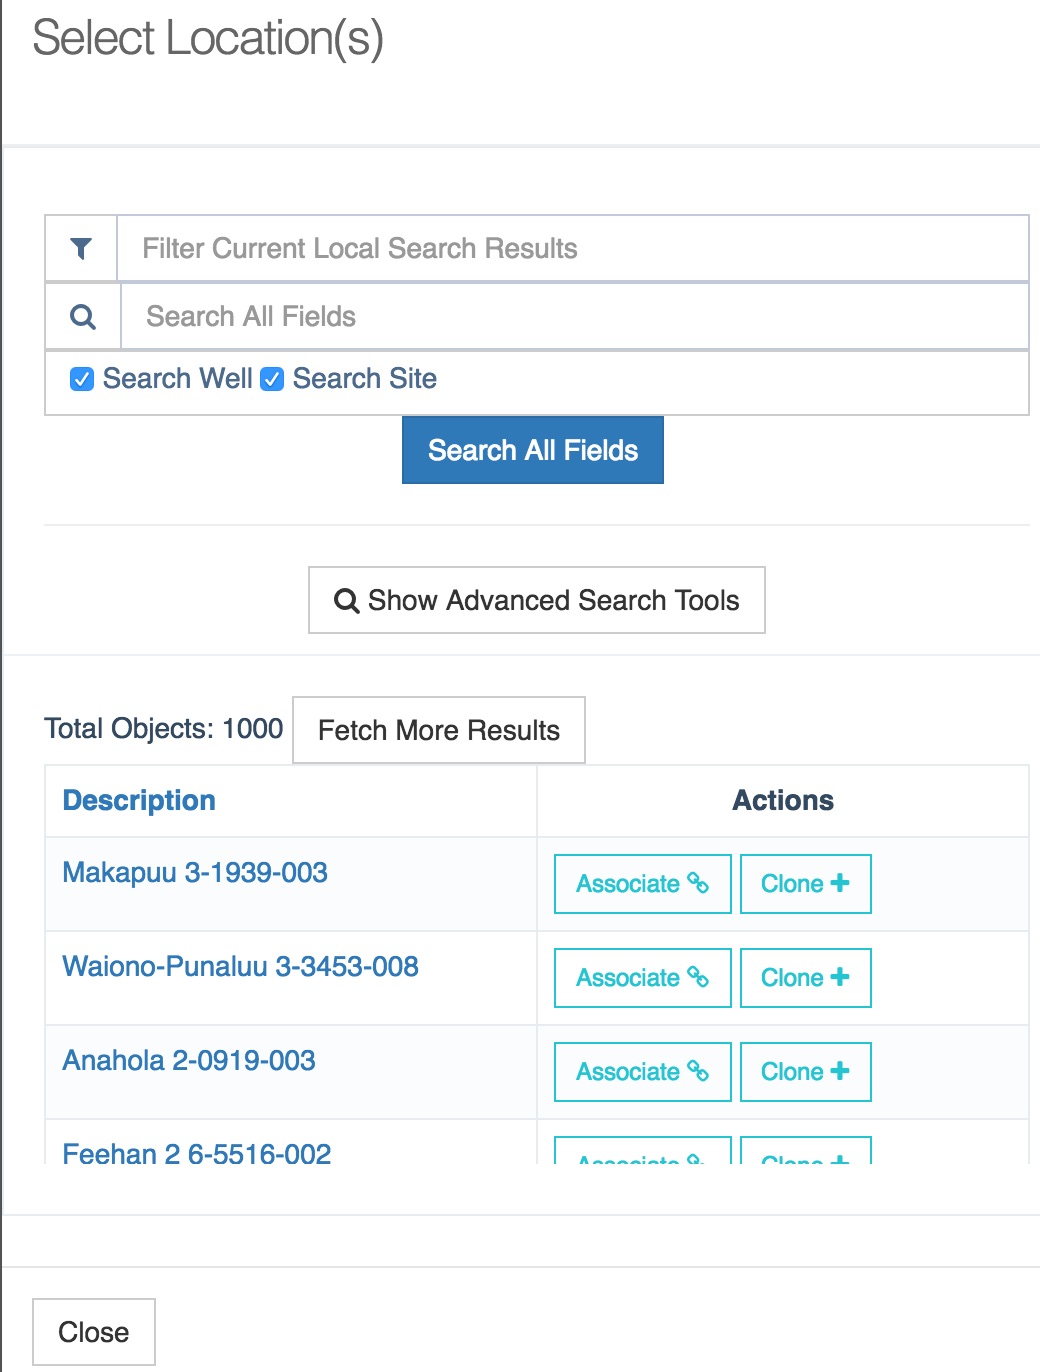 Select Location(s)
Filter Current Local Search Results
Search All Fields
Search Well Search Site
Search All Fields
Show Advanced Search Tools
Total Objects: 1000 Fetch More Results
Description Actions
Makapuu 3-1939-003 Associate Clone
Waiono-Punaluu 3-3453-008 Associate Clone
Anahola 2-0919-003 Associate Clone
Feehan 2 6-5516-002 Associate Clone
Close